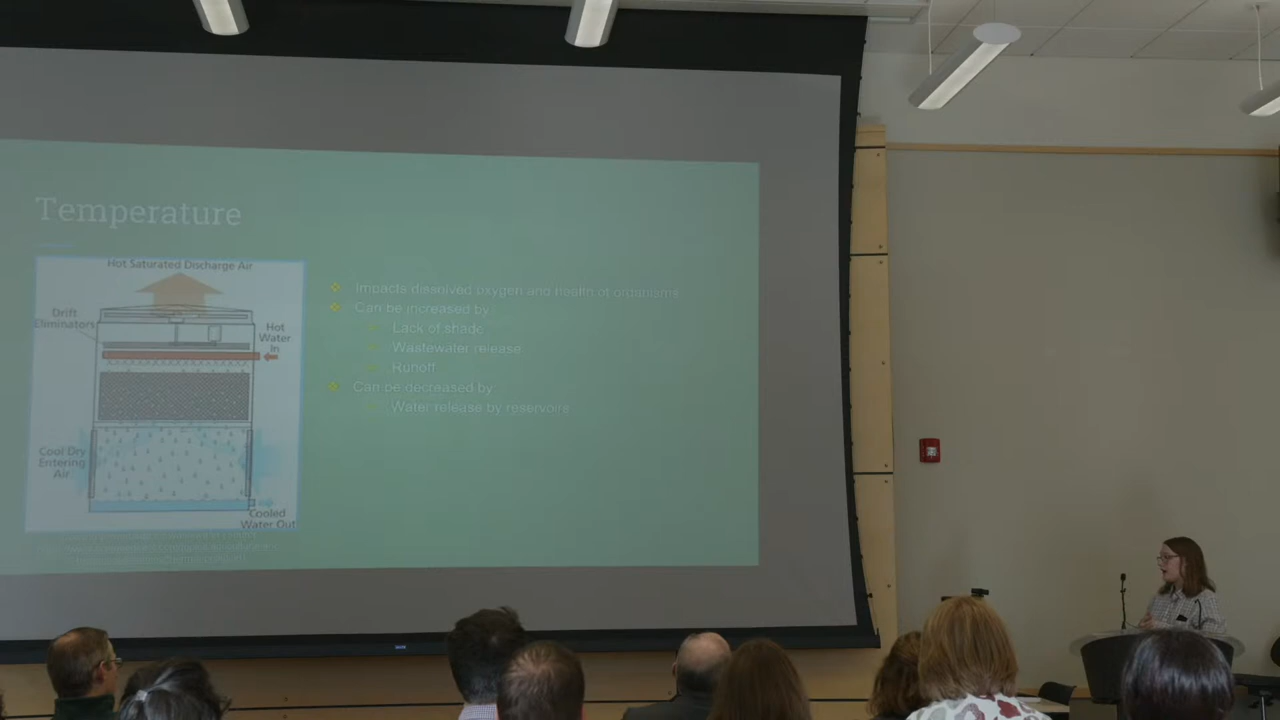 Temperature
Hot Saturated Discharge Air
Drift
Eliminators
Hot
Water
In
Cool Dry
Entering
Air
Cooled
Water Out
Impacts dissolved oxygen and health of organisms
Can be increased by:
Lack of shade
Wastewater release
Runoff
Can be decreased by:
Water release by reservoirs